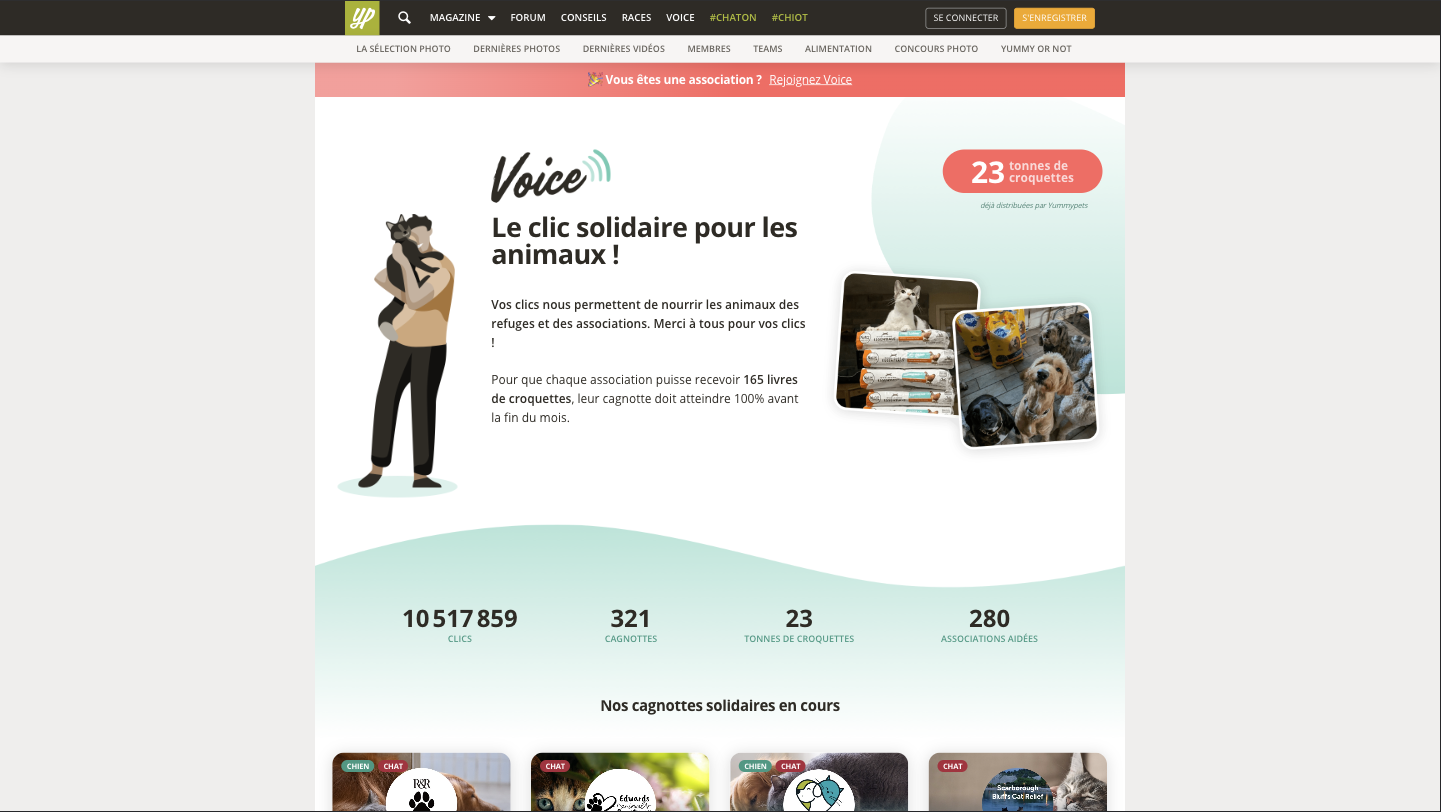 yp MAGAZINE FORUM CONSEILS RACES VOICE #CHATON #CHIOT SE CONNECTER S'ENREGISTRER
LA SÉLECTION PHOTO DERNIÈRES PHOTOS DERNIÈRES VIDÉOS MEMBRES TEAMS ALIMENTATION CONCOURS PHOTO YUMMY OR NOT
🎉 Vous êtes une association ? Rejoignez Voice
Voice
23 tonnes de
croquettes
déjà distribuées par Yummypets
Le clic solidaire pour les
animaux !
Vos clics nous permettent de nourrir les animaux des
refuges et des associations. Merci à tous pour vos clics
!
Pour que chaque association puisse recevoir 165 livres
de croquettes, leur cagnotte doit atteindre 100% avant
la fin du mois.
10 517 859 321 23 280
CLICS CAGNOTTES TONNES DE CROQUETTES ASSOCIATIONS AIDÉES
Nos cagnottes solidaires en cours
CHIEN CHAT CHAT CHIEN CHAT CHAT
R&R
Edwards
Scarborough
Bluffs Cat Relief